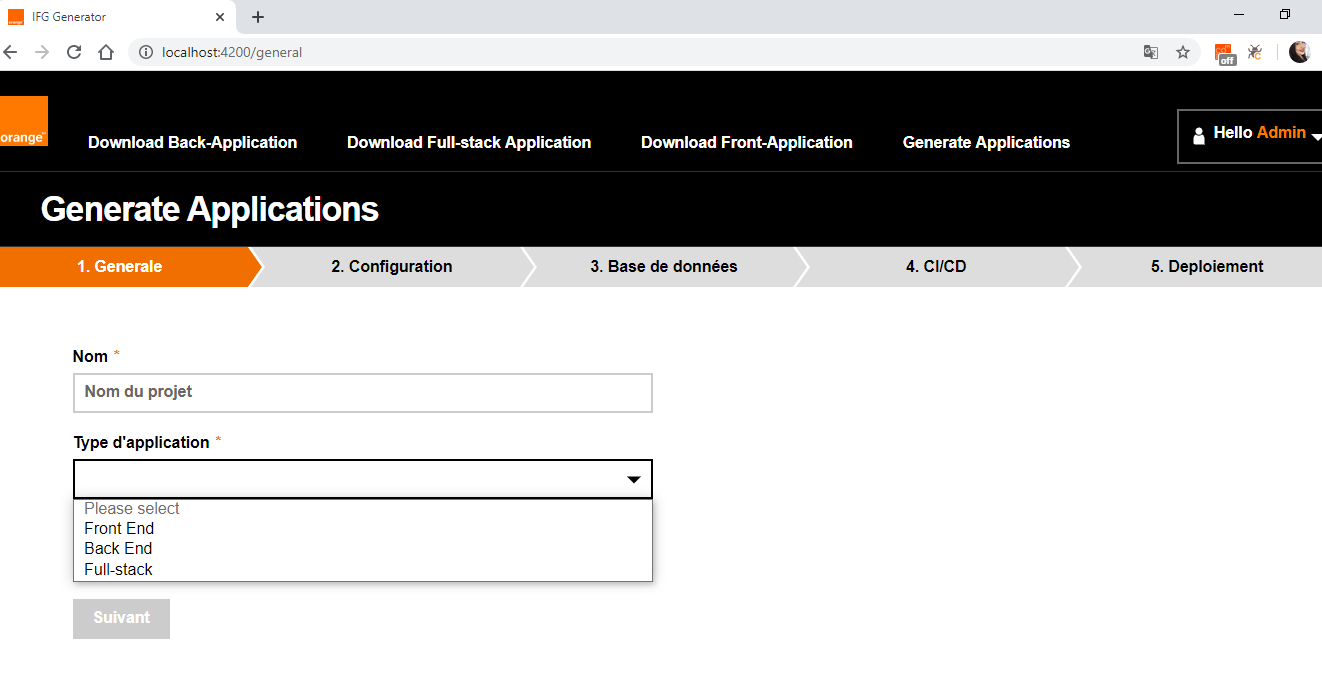 IFG Generator
localhost:4200/general
off
orange™
Download Back-Application
Download Full-stack Application
Download Front-Application
Generate Applications
Hello Admin
Generate Applications
1. Generale
2. Configuration
3. Base de données
4. CI/CD
5. Deploiement
Nom *
Nom du projet
Type d'application *
Please select
Front End
Back End
Full-stack
Suivant